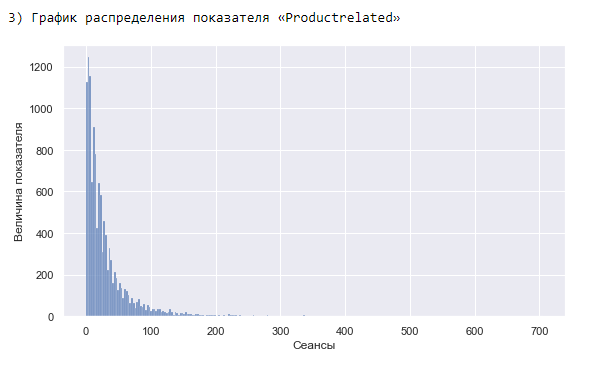 3) График распределения показателя «Productrelated»
1200
1000
800
600
400
200
0
Величина показателя
0 100 200 300 400 500 600 700
Сеансы